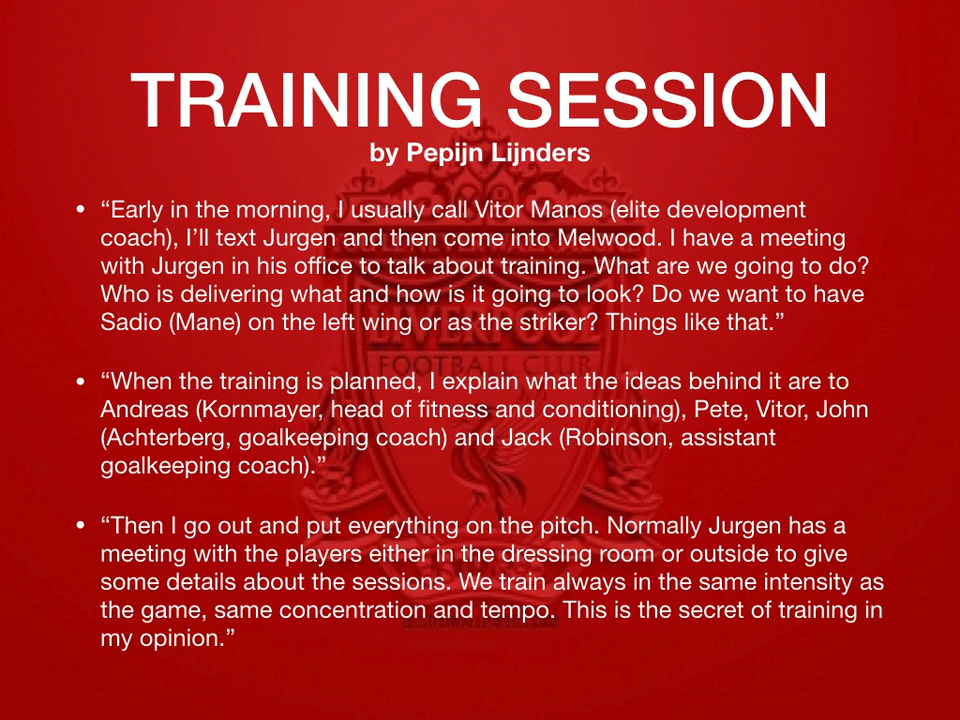 TRAINING SESSION
by Pepijn Lijnders
• “Early in the morning, I usually call Vitor Manos (elite development
coach), I’ll text Jurgen and then come into Melwood. I have a meeting
with Jurgen in his office to talk about training. What are we going to do?
Who is delivering what and how is it going to look? Do we want to have
Sadio (Mane) on the left wing or as the striker? Things like that.”
• “When the training is planned, I explain what the ideas behind it are to
Andreas (Kornmayer, head of fitness and conditioning), Pete, Vitor, John
(Achterberg, goalkeeping coach) and Jack (Robinson, assistant
goalkeeping coach).”
• “Then I go out and put everything on the pitch. Normally Jurgen has a
meeting with the players either in the dressing room or outside to give
some details about the sessions. We train always in the same intensity as
the game, same concentration and tempo. This is the secret of training in
my opinion.”
LIVERPOOL
FOOTBALL CLUB